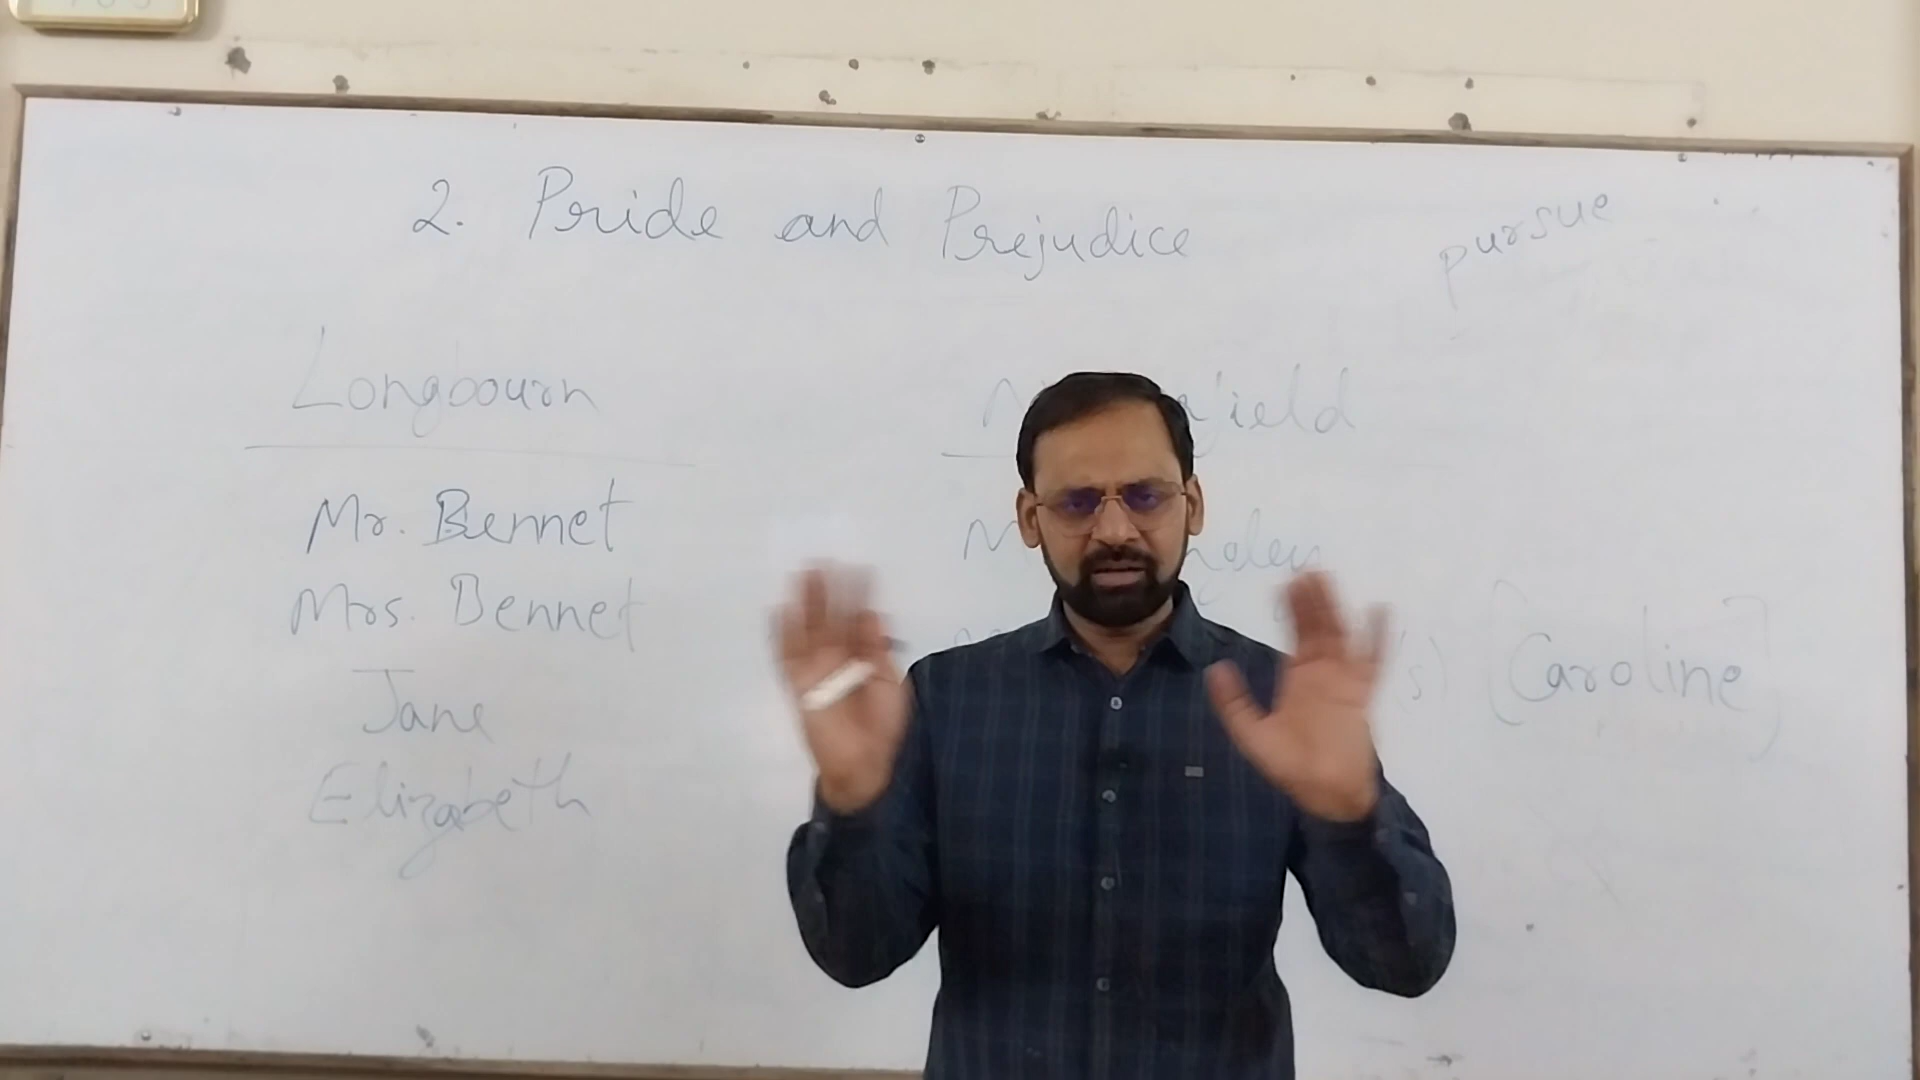 2. Pride and Prejudice
pursue
Longbourn
Mr. Bennet
Mrs. Bennet
Jane
Elizabeth
(s) [Caroline]